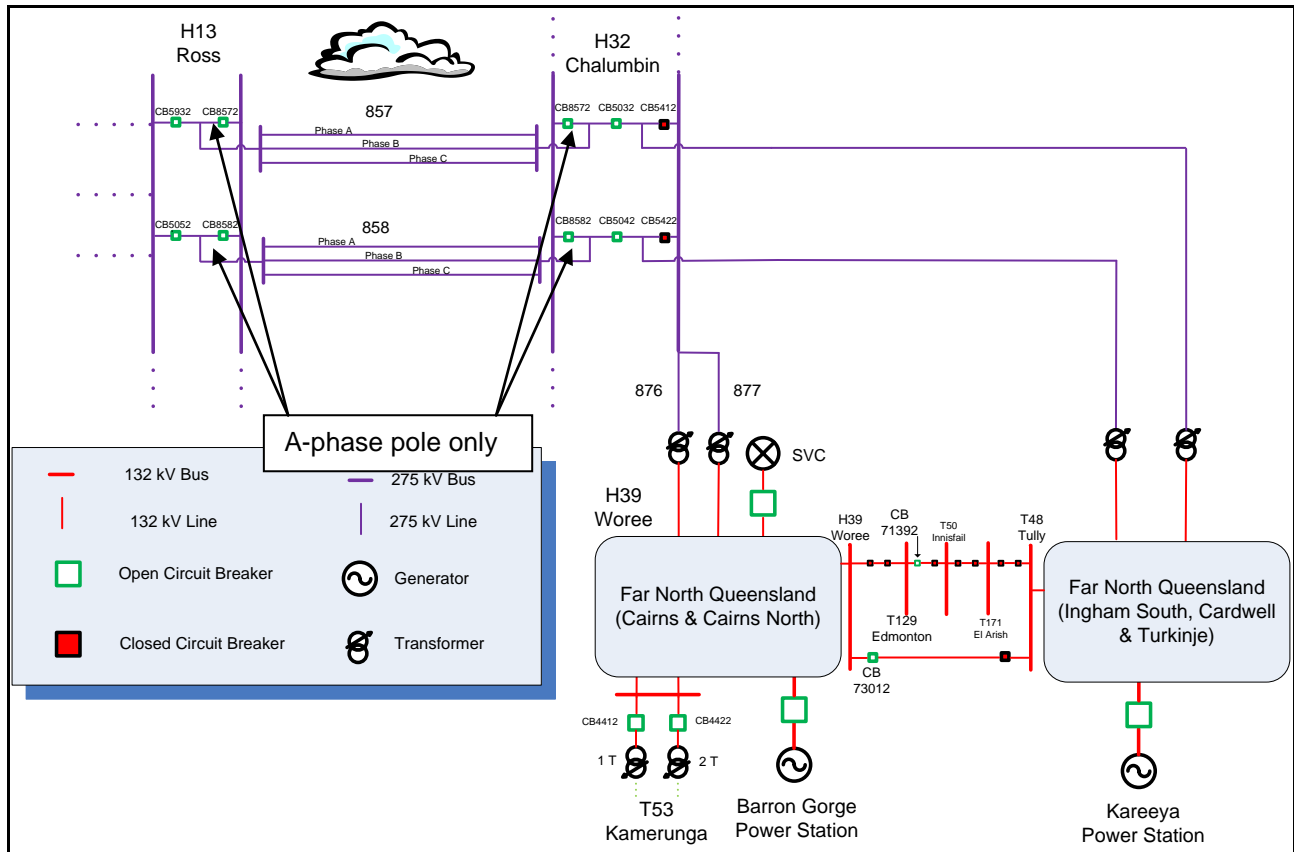 H13
Ross
H32
Chalumbin
CB5932
CB8572
857
CB8572
CB5032
CB5412
Phase A
Phase B
Phase C
CB5052
CB8582
858
CB8582
CB5042
CB5422
Phase A
Phase B
Phase C
876
877
A-phase pole only
132 kV Bus
275 kV Bus
132 kV Line
275 kV Line
Open Circuit Breaker
Generator
Closed Circuit Breaker
Transformer
SVC
H39
Woree
H39
Woree
CB
71392
T50
Innisfail
T48
Tully
Far North Queensland
(Cairns & Cairns North)
T129
Edmonton
T171
El Arish
CB
73012
Far North Queensland
(Ingham South, Cardwell
& Turkinje)
CB4412
CB4422
1 T
2 T
T53
Kamerunga
Barron Gorge
Power Station
Kareeya
Power Station